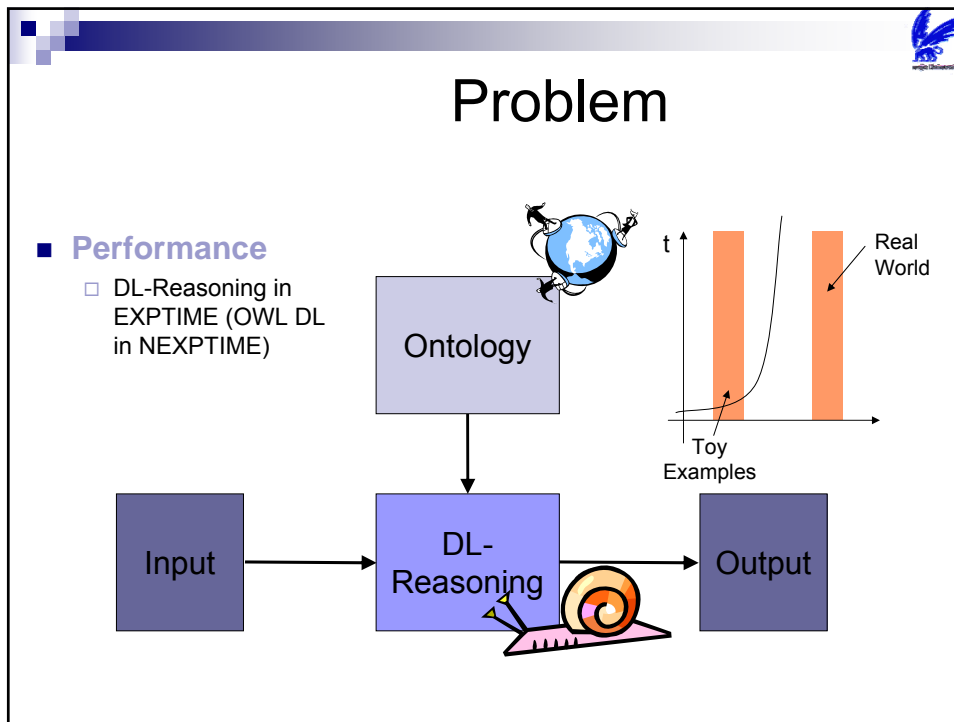 Problem
Performance
DL-Reasoning in
EXPTIME (OWL DL
in NEXPTIME)
t
Real
World
Toy
Examples
Ontology
Input
DL-
Reasoning
Output